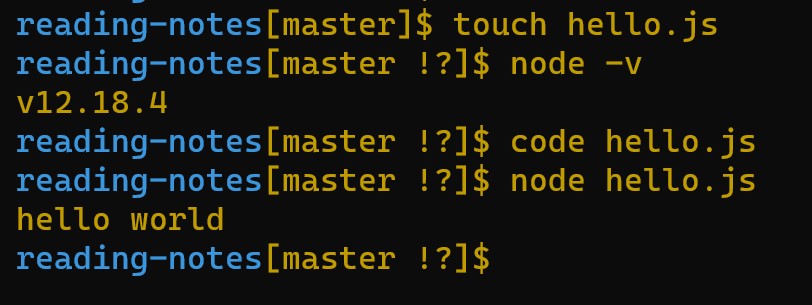 reading-notes[master]$ touch hello.js
reading-notes[master !?]$ node -v
v12.18.4
reading-notes[master !?]$ code hello.js
reading-notes[master !?]$ node hello.js
hello world
reading-notes[master !?]$